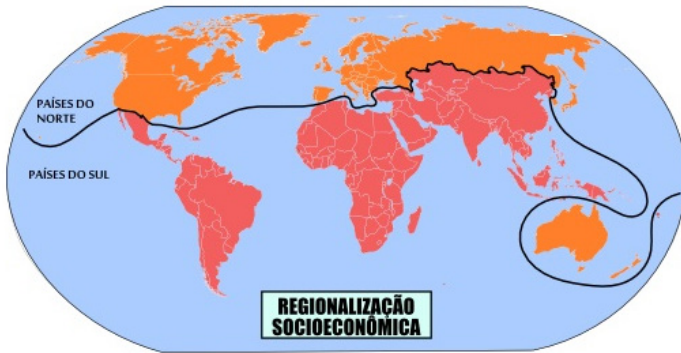 PAÍSES DO
NORTE
PAÍSES DO SUL
REGIONALIZAÇÃO
SOCIOECONÔMICA